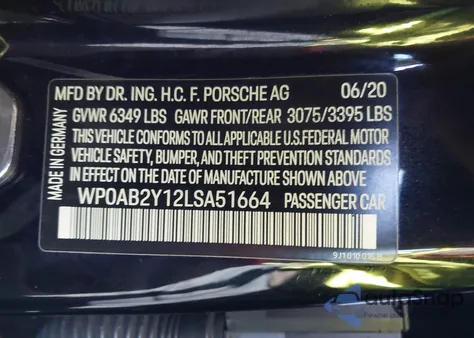 MFD BY DR. ING. H.C. F. PORSCHE AG 06/20
GVWR 6349 LBS GAWR FRONT/REAR 3075/3395 LBS
THIS VEHICLE CONFORMS TO ALL APPLICABLE U.S.FEDERAL MOTOR
VEHICLE SAFETY, BUMPER, AND THEFT PREVENTION STANDARDS
IN EFFECT ON THE DATE OF MANUFACTURE SHOWN ABOVE
WP0AB2Y12LSA51664 PASSENGER CAR
MADE IN GERMANY